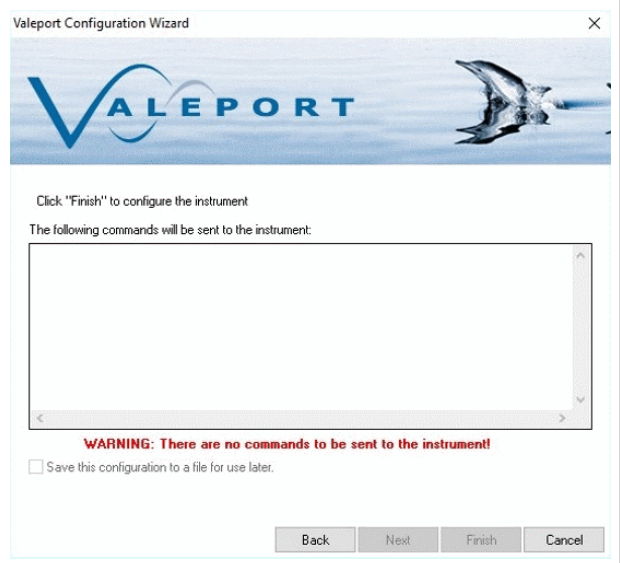 Valeport Configuration Wizard
VALEPORT
Click "Finish" to configure the instrument
The following commands will be sent to the instrument:
WARNING: There are no commands to be sent to the instrument!
Save this configuration to a file for use later.
Back Next Finish Cancel